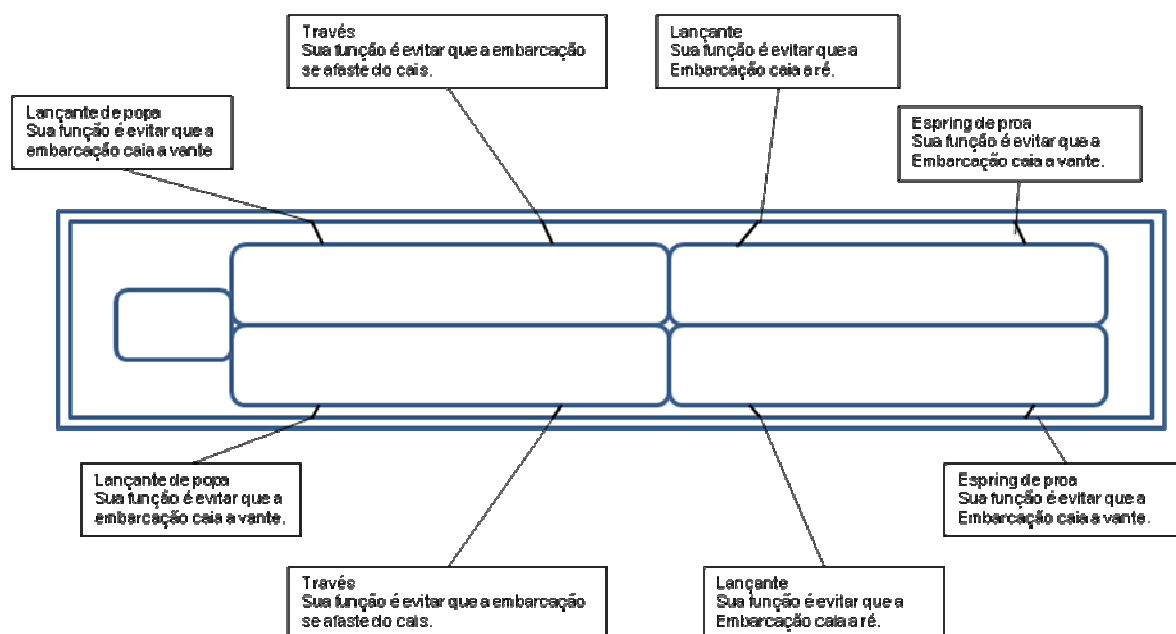 Través
Sua função é evitar que a embarcação
se afaste do cais.
Lançante
Sua função é evitar que a
Embarcação caia a ré.
Lançante de popa
Sua função é evitar que a
embarcação caia a vante
Espring de proa
Sua função é evitar que a
Embarcação caia a vante.
Lançante de popa
Sua função é evitar que a
embarcação caia a vante.
Espring de proa
Sua função é evitar que a
Embarcação caia a vante.
Través
Sua função é evitar que a embarcação
se afaste do cais.
Lançante
Sua função é evitar que a
Embarcação caia a ré.